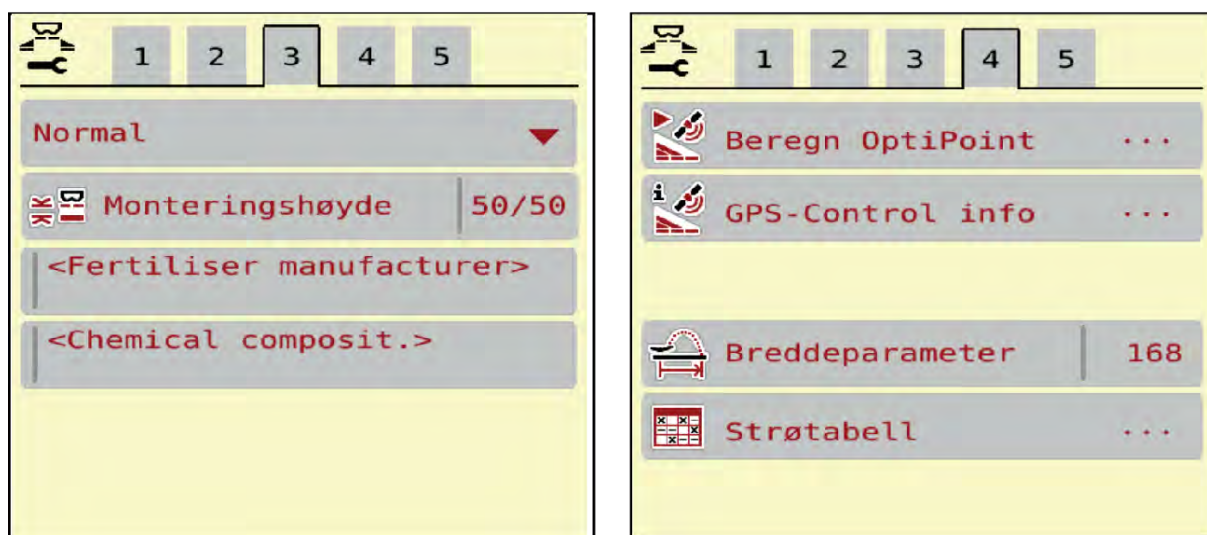 1 2 3 4 5
Normal
Monteringshøyde 50/50
<Fertiliser manufacturer>
<Chemical composit.>
1 2 3 4 5
Beregn OptiPoint ...
GPS-Control info ...
Breddeparameter 168
Strøtabell ...